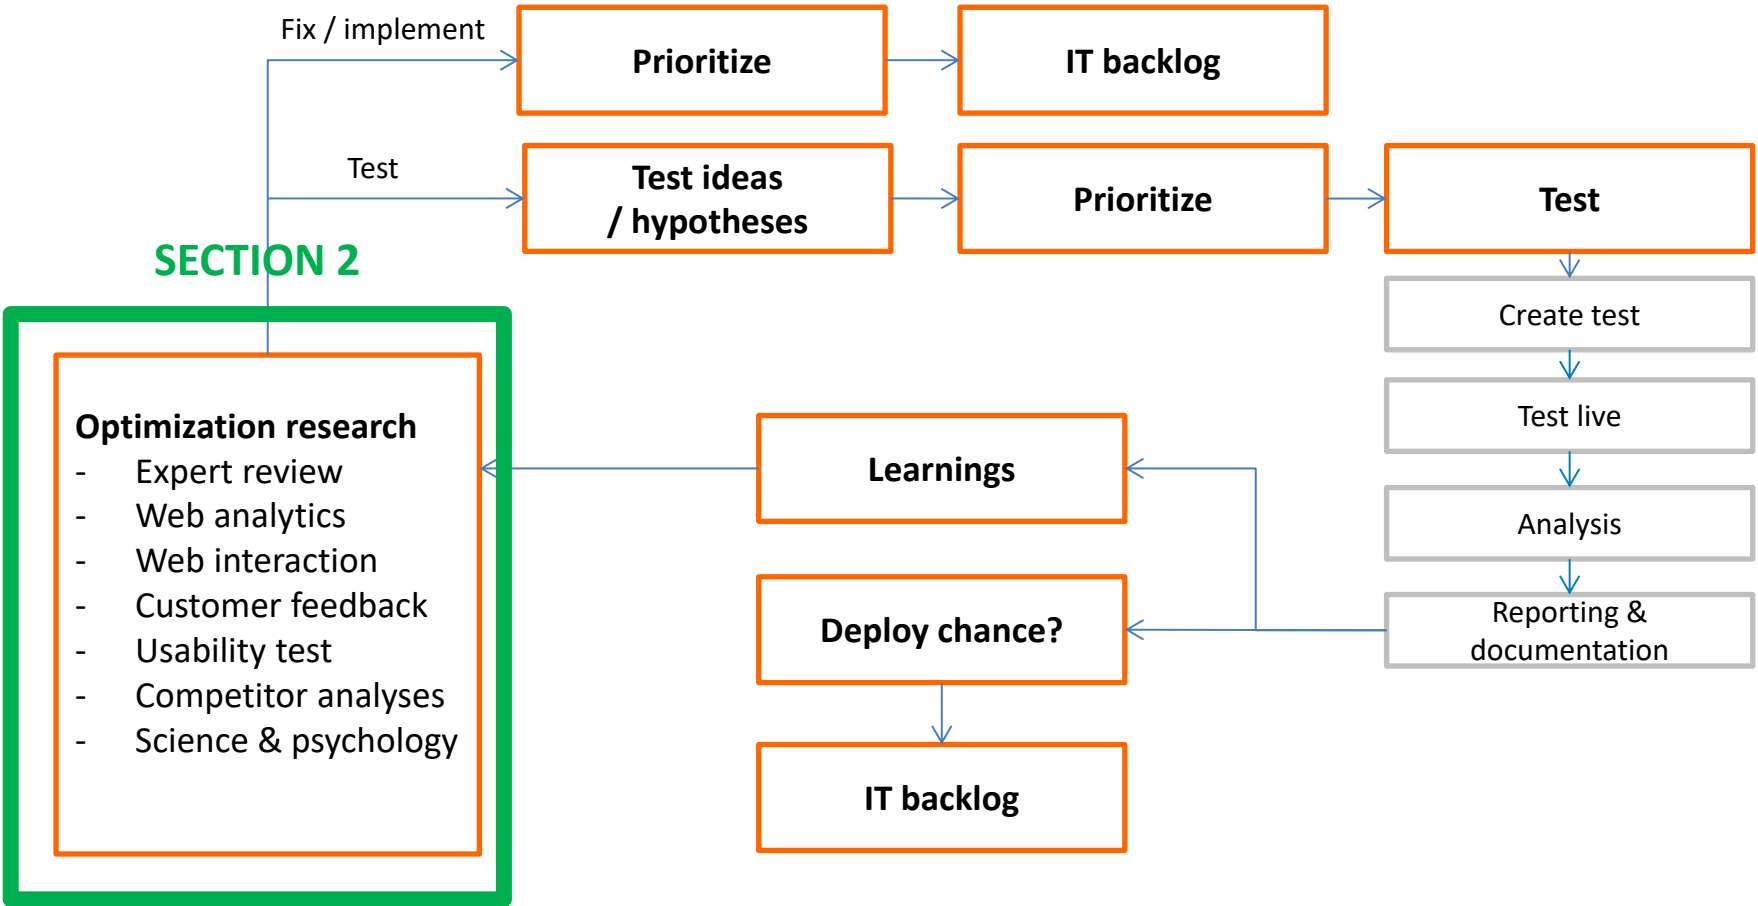 Fix / implement
Prioritize
IT backlog
Test
Test ideas
/ hypotheses
Prioritize
Test
SECTION 2
Create test
Test live
Analysis
Reporting &
documentation
Optimization research
- Expert review
- Web analytics
- Web interaction
- Customer feedback
- Usability test
- Competitor analyses
- Science & psychology
Learnings
Deploy chance?
IT backlog